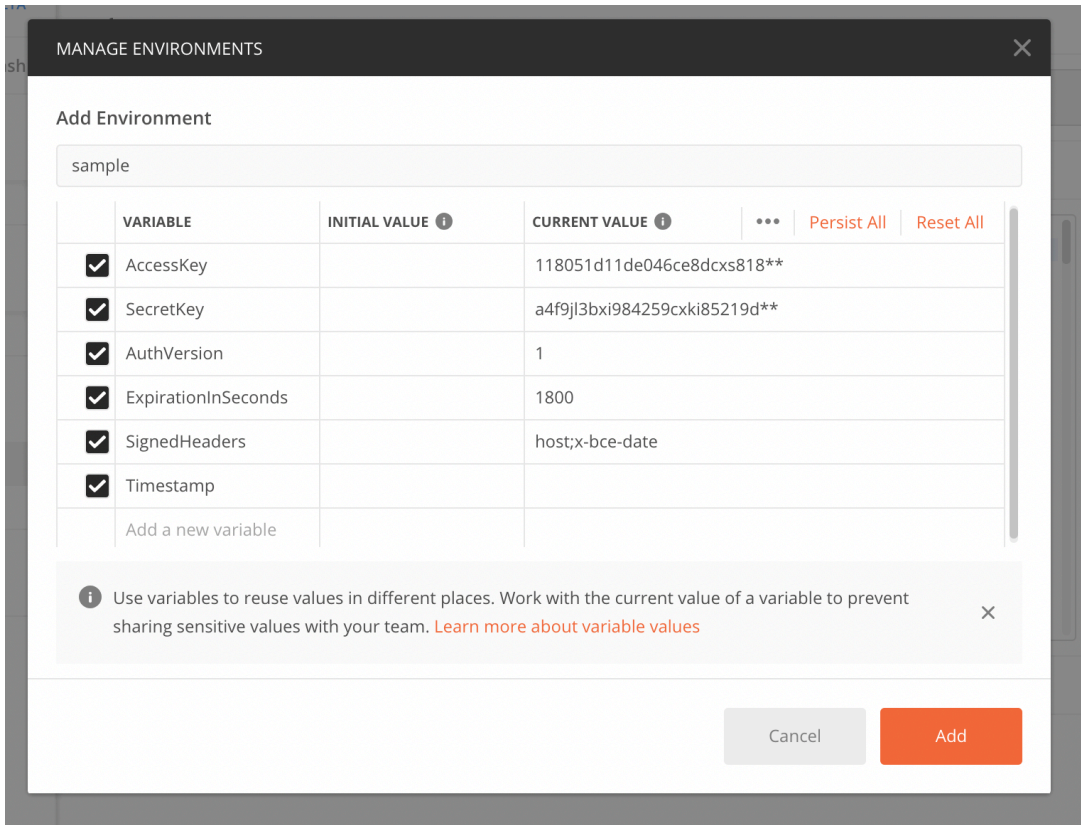 MANAGE ENVIRONMENTS
Add Environment
sample
VARIABLE INITIAL VALUE CURRENT VALUE ••• Persist All Reset All
AccessKey 118051d11de046ce8dcxs818**
SecretKey a4f9jl3bxi984259cxki85219d**
AuthVersion 1
ExpirationInSeconds 1800
SignedHeaders host;x-bce-date
Timestamp
Add a new variable
Use variables to reuse values in different places. Work with the current value of a variable to prevent
sharing sensitive values with your team. Learn more about variable values
Cancel Add